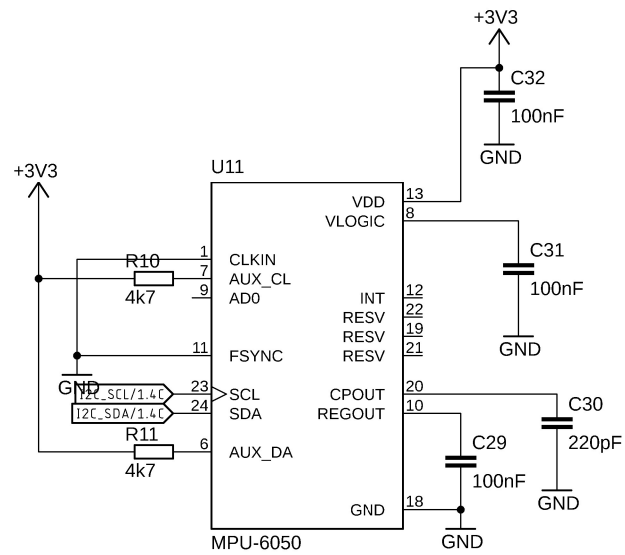 +3V3
C32
100nF
GND
U11
+3V3
VDD 13
VLOGIC 8
1 CLKIN
R10
7 AUX_CL
4k7
9 AD0
C31
100nF
GND
INT 12
RESV 22
RESV 19
RESV 21
11 FSYNC
GND
I2C_SCL/1.4C 23 SCL
I2C_SDA/1.4C 24 SDA
CPOUT 20
REGOUT 10
C30
220pF
GND
R11
6 AUX_DA
4k7
C29
100nF
GND 18
GND
MPU-6050